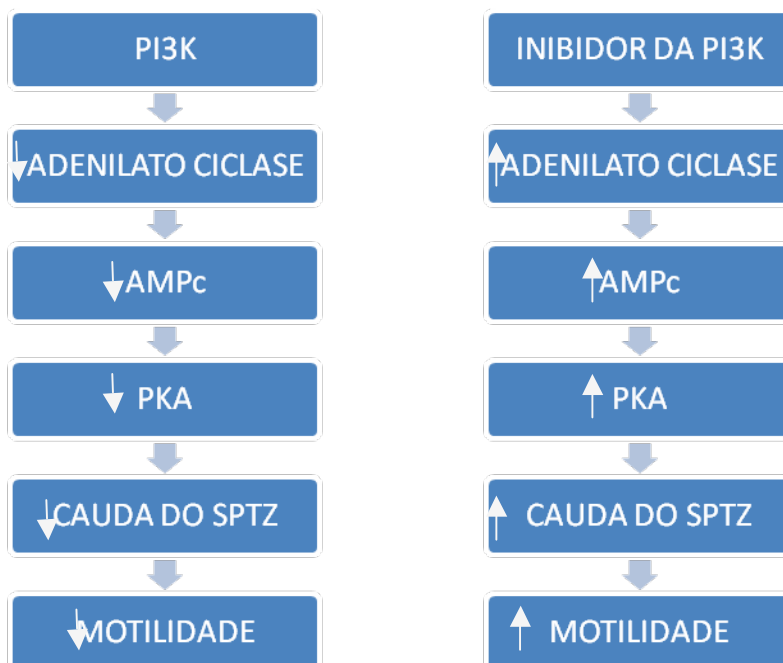 PI3K
ADENILATO CICLASE
AMPc
PKA
CAUDA DO SPTZ
MOTILIDADE
INIBIDOR DA PI3K
ADENILATO CICLASE
AMPc
PKA
CAUDA DO SPTZ
MOTILIDADE